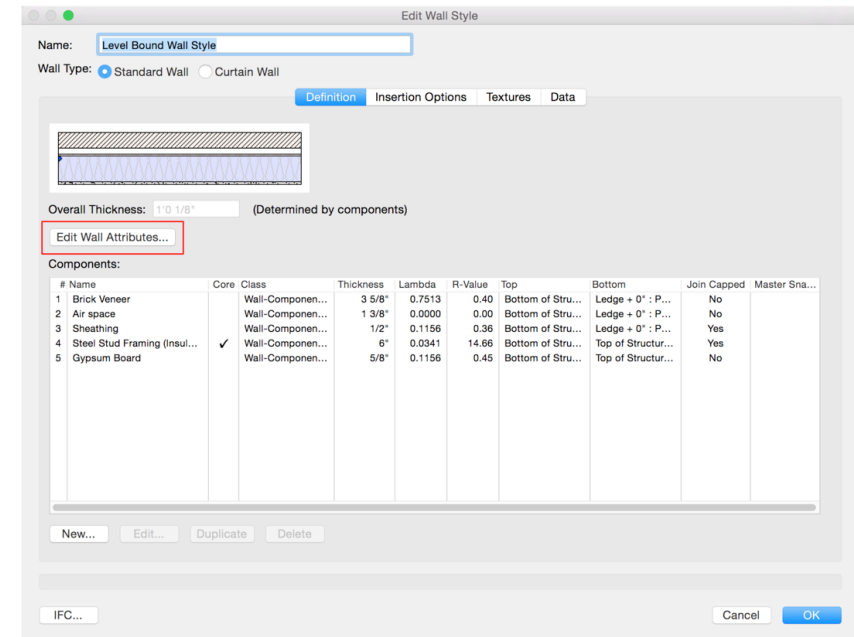 Edit Wall Style
Name: Level Bound Wall Style
Wall Type: Standard Wall Curtain Wall
Definition Insertion Options Textures Data
Overall Thickness: 1'0 1/8" (Determined by components)
Edit Wall Attributes...
Components:
# Name Core Class Thickness Lambda R-Value Top Bottom Join Capped Master Sna...
1 Brick Veneer Wall-Componen... 3 5/8" 0.7513 0.40 Bottom of Stru... Ledge + 0" : P... No
2 Air space Wall-Componen... 1 3/8" 0.0000 0.00 Bottom of Stru... Ledge + 0" : P... No
3 Sheathing Wall-Componen... 1/2" 0.1156 0.36 Bottom of Stru... Ledge + 0" : P... Yes
4 Steel Stud Framing (Insul... ✓ Wall-Componen... 6" 0.0341 14.66 Bottom of Stru... Top of Structur... Yes
5 Gypsum Board Wall-Componen... 5/8" 0.1156 0.45 Bottom of Stru... Top of Structur... No
New... Edit... Duplicate Delete
IFC... Cancel OK